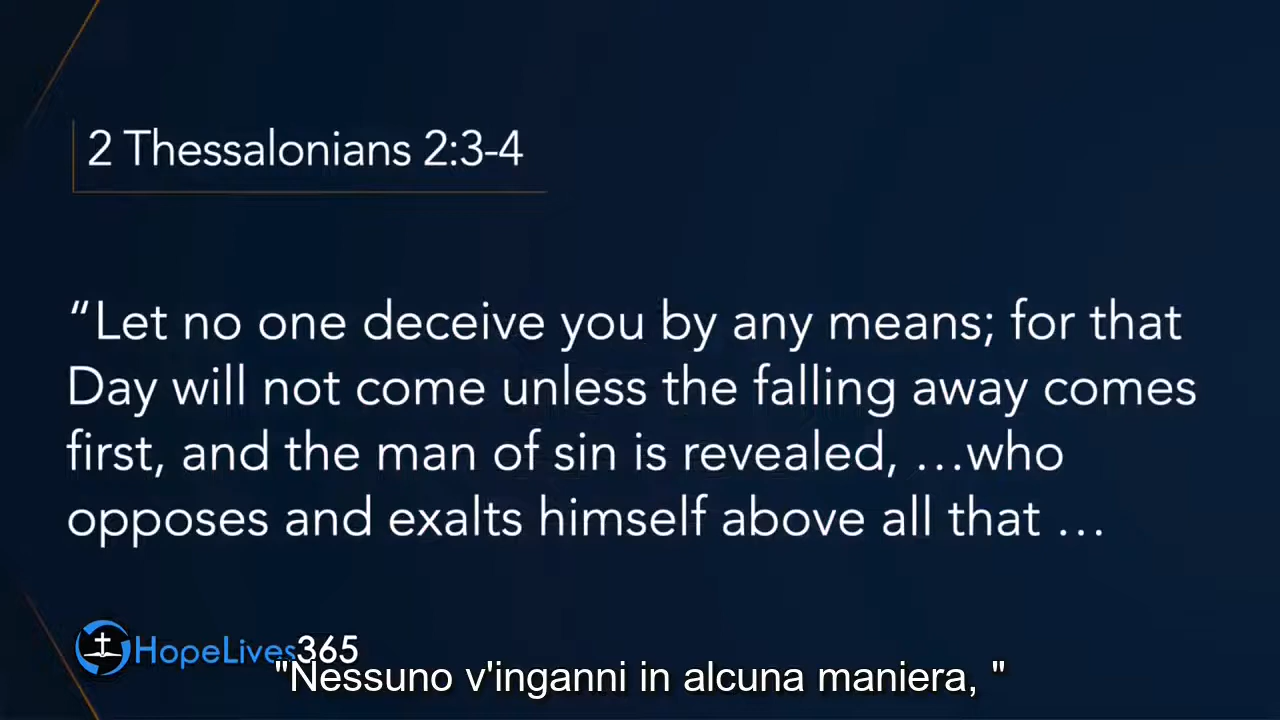 2 Thessalonians 2:3-4
“Let no one deceive you by any means; for that
Day will not come unless the falling away comes
first, and the man of sin is revealed, …who
opposes and exalts himself above all that …
HopeLives365
"Nessuno v'inganni in alcuna maniera, "